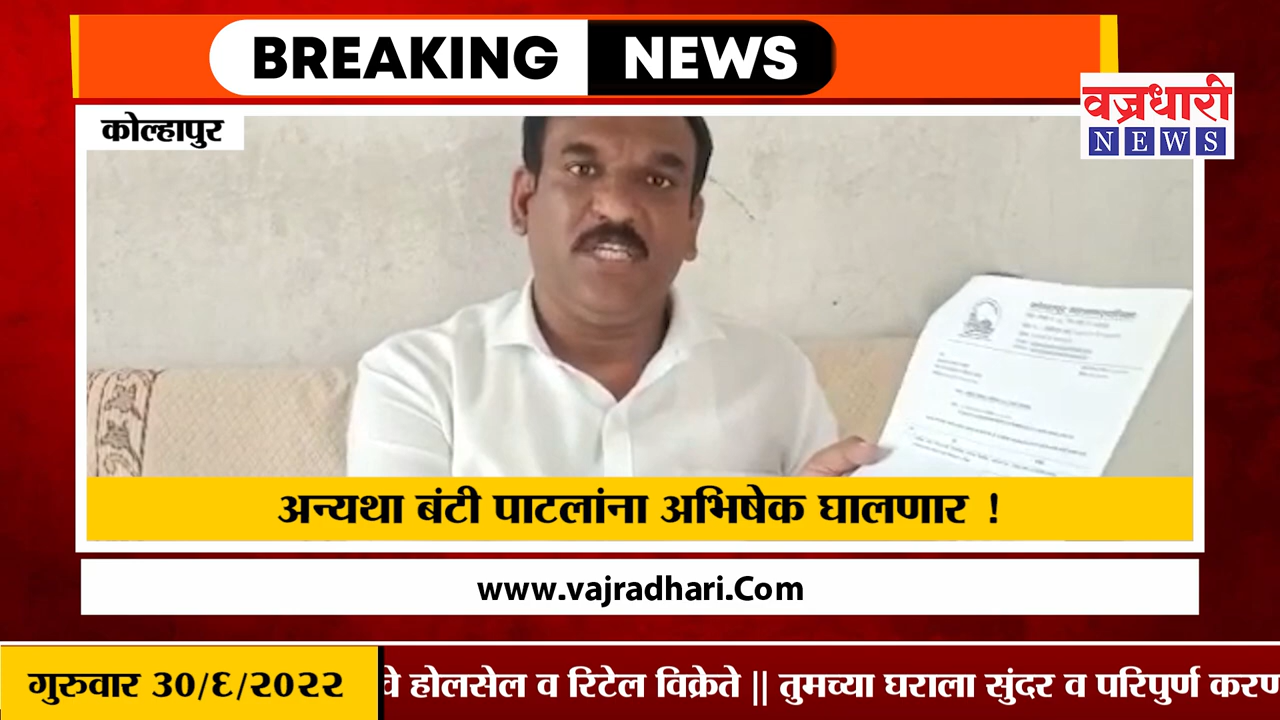 BREAKING NEWS
वज्रधारी
NEWS
कोल्हापुर
अन्यथा बंटी पाटलांना अभिषेक घालणार !
www.vajradhari.Com
गुरुवार 30/६/२०२२
चे होलसेल व रिटेल विक्रेते || तुमच्या घराला सुंदर व परिपुर्ण करण